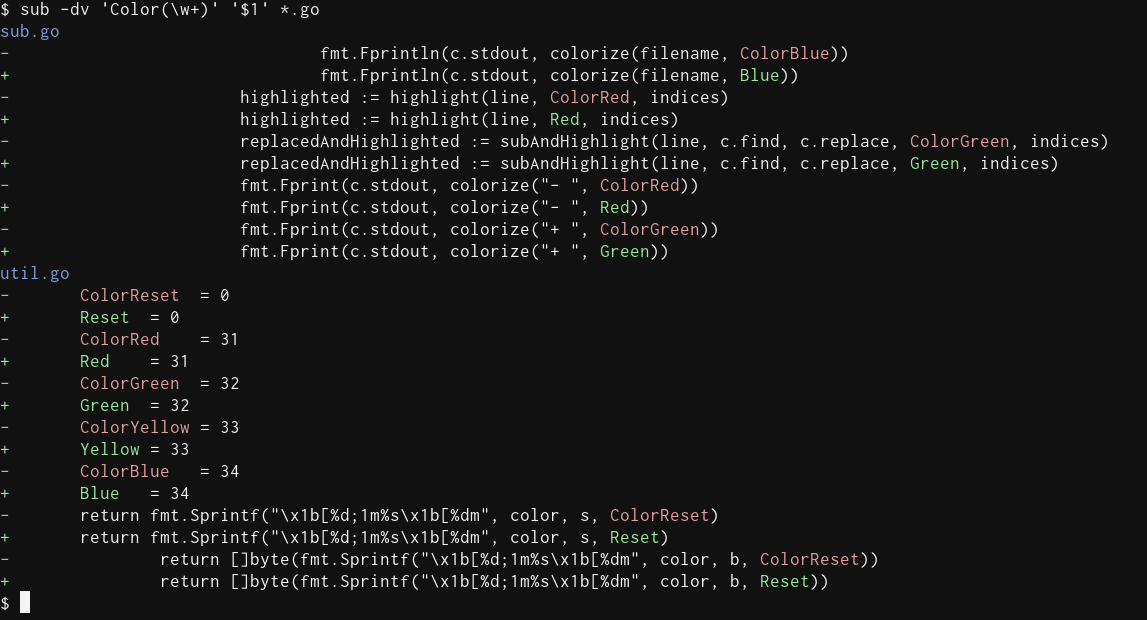 $ sub -dv 'Color(\w+)' '$1' *.go
sub.go
-                               fmt.Fprintln(c.stdout, colorize(filename, ColorBlue))
+                               fmt.Fprintln(c.stdout, colorize(filename, Blue))
-                       highlighted := highlight(line, ColorRed, indices)
+                       highlighted := highlight(line, Red, indices)
-                       replacedAndHighlighted := subAndHighlight(line, c.find, c.replace, ColorGreen, indices)
+                       replacedAndHighlighted := subAndHighlight(line, c.find, c.replace, Green, indices)
-                       fmt.Fprint(c.stdout, colorize("- ", ColorRed))
+                       fmt.Fprint(c.stdout, colorize("- ", Red))
-                       fmt.Fprint(c.stdout, colorize("+ ", ColorGreen))
+                       fmt.Fprint(c.stdout, colorize("+ ", Green))
util.go
-       ColorReset  = 0
+       Reset  = 0
-       ColorRed    = 31
+       Red    = 31
-       ColorGreen  = 32
+       Green  = 32
-       ColorYellow = 33
+       Yellow = 33
-       ColorBlue   = 34
+       Blue   = 34
-       return fmt.Sprintf("\x1b[%d;1m%s\x1b[%dm", color, s, ColorReset)
+       return fmt.Sprintf("\x1b[%d;1m%s\x1b[%dm", color, s, Reset)
-               return []byte(fmt.Sprintf("\x1b[%d;1m%s\x1b[%dm", color, b, ColorReset))
+               return []byte(fmt.Sprintf("\x1b[%d;1m%s\x1b[%dm", color, b, Reset))
$